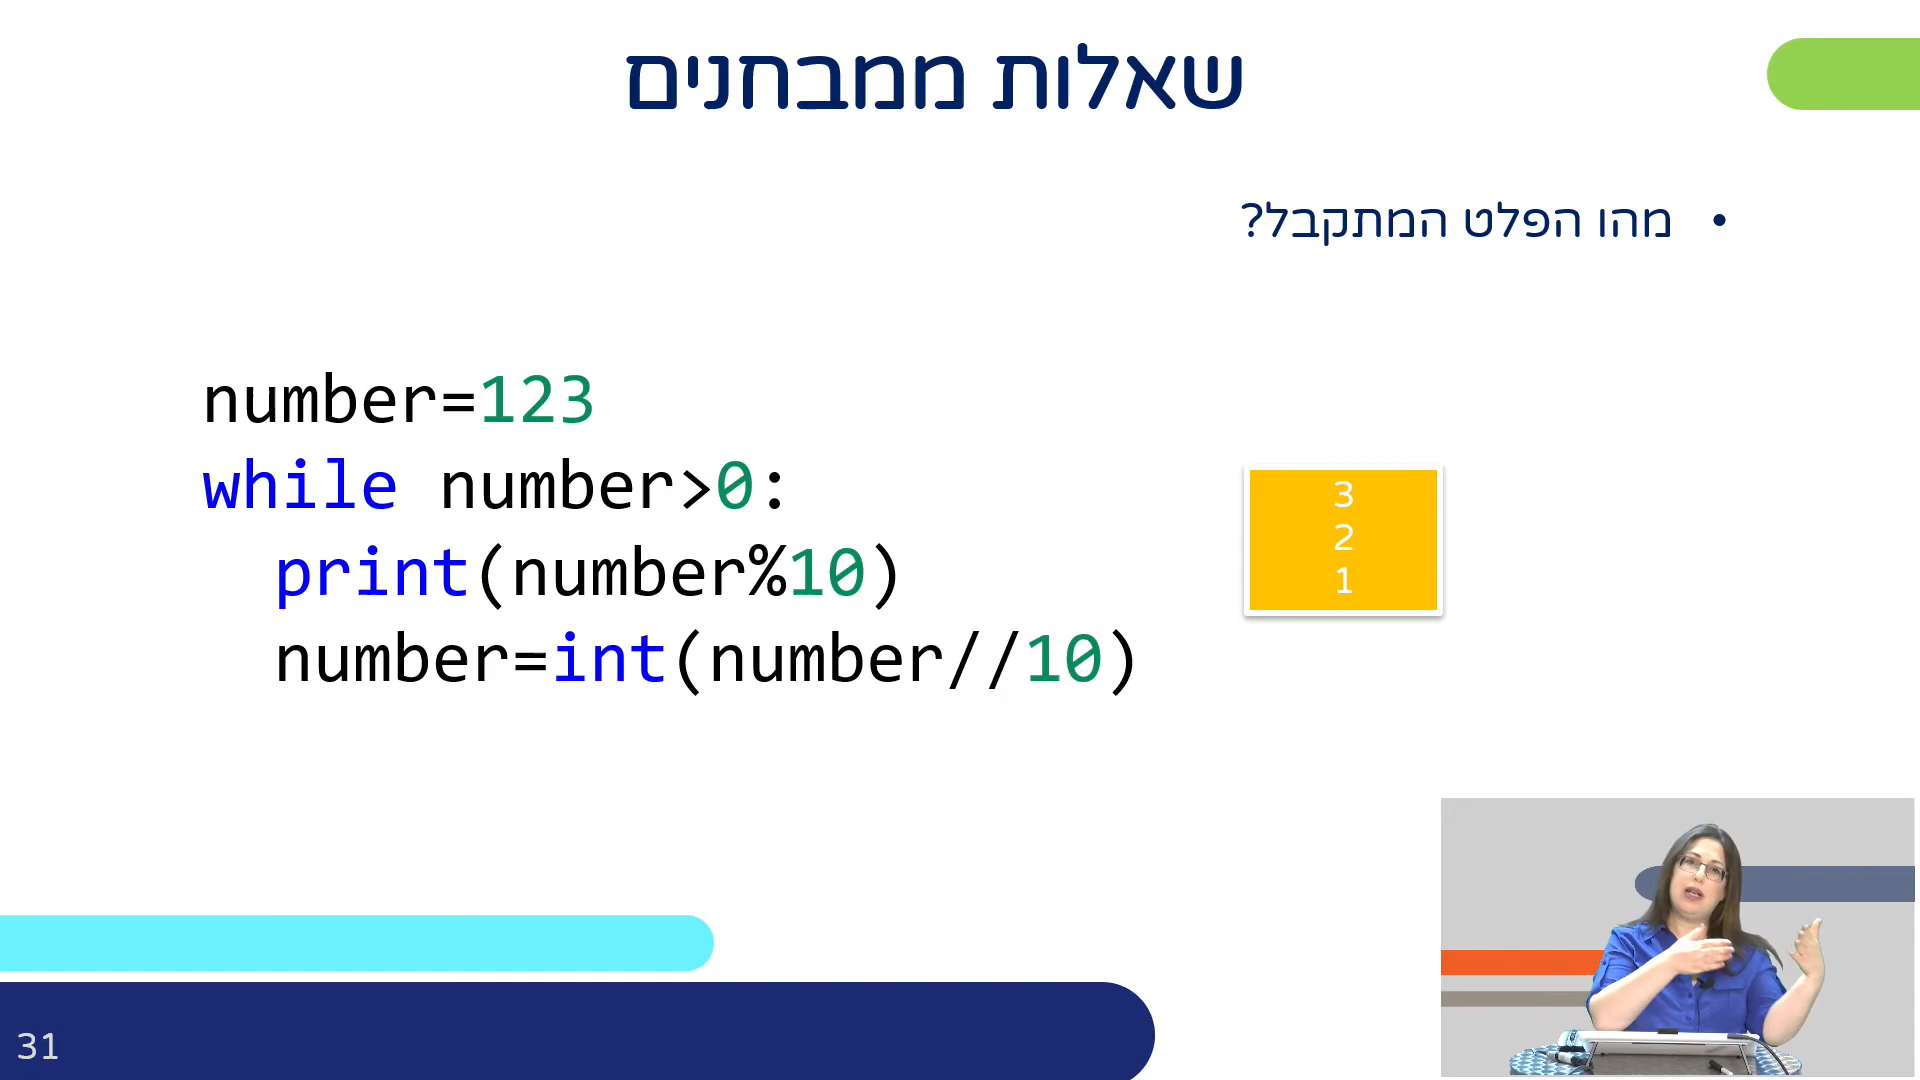 שאלות ממבחנים
• מהו הפלט המתקבל?
number=123
while number>0:
print(number%10)
number=int(number//10)
3
2
1
31